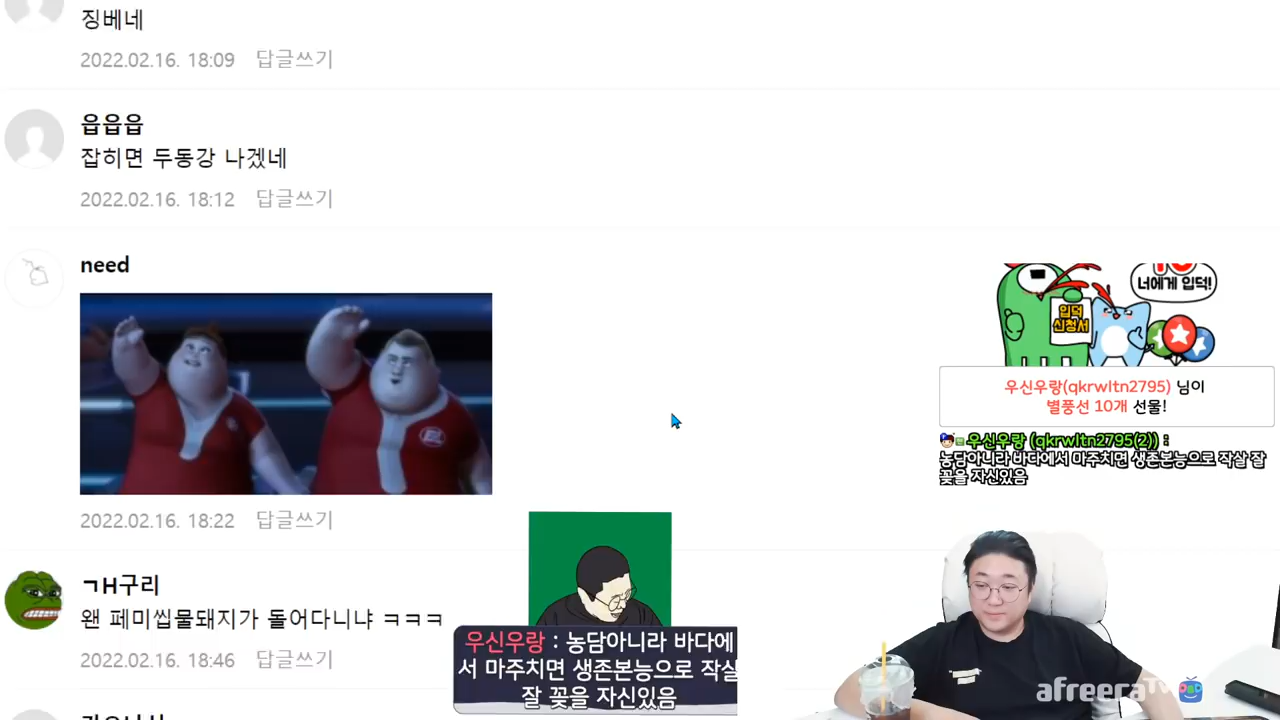 징베네
2022.02.16. 18:09 답글쓰기
읍읍읍
잡히면 두동강 나겠네
2022.02.16. 18:12 답글쓰기
need
2022.02.16. 18:22 답글쓰기
ㄱH구리
왠 페미씹물돼지가 돌어다니냐 ㅋㅋㅋ
2022.02.16. 18:46 답글쓰기
너에게 입덕!
입덕
신청서
우신우랑(qkrwltn2795) 님이
별풍선 10개 선물!
우신우랑 (qkrwltn2795(2)) :
농담아니라 바다에서 마주치면 생존본능으로 작살 잘
꽂을 자신있음
우신우랑 : 농담아니라 바다에
서 마주치면 생존본능으로 작살
잘 꽂을 자신있음
afreeraTV